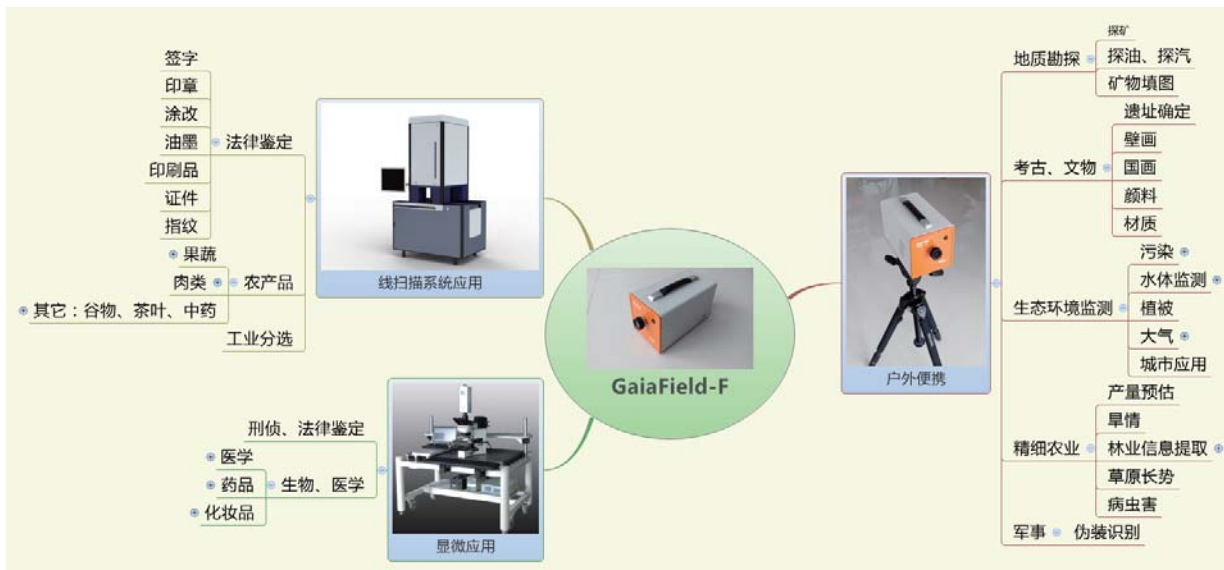 签字
印章
涂改
油墨
印刷品
证件
指纹
法律鉴定
果蔬
肉类
其它：谷物、茶叶、中药
农产品
工业分选
线扫描系统应用
刑侦、法律鉴定
医学
药品
化妆品
生物、医学
显微应用
GaiaField-F
户外便携
地质勘探
探矿
探油、探汽
矿物填图
考古、文物
遗址确定
壁画
国画
颜料
材质
生态环境监测
污染
水体监测
植被
大气
城市应用
精细农业
产量预估
旱情
林业信息提取
草原长势
病虫害
军事
伪装识别